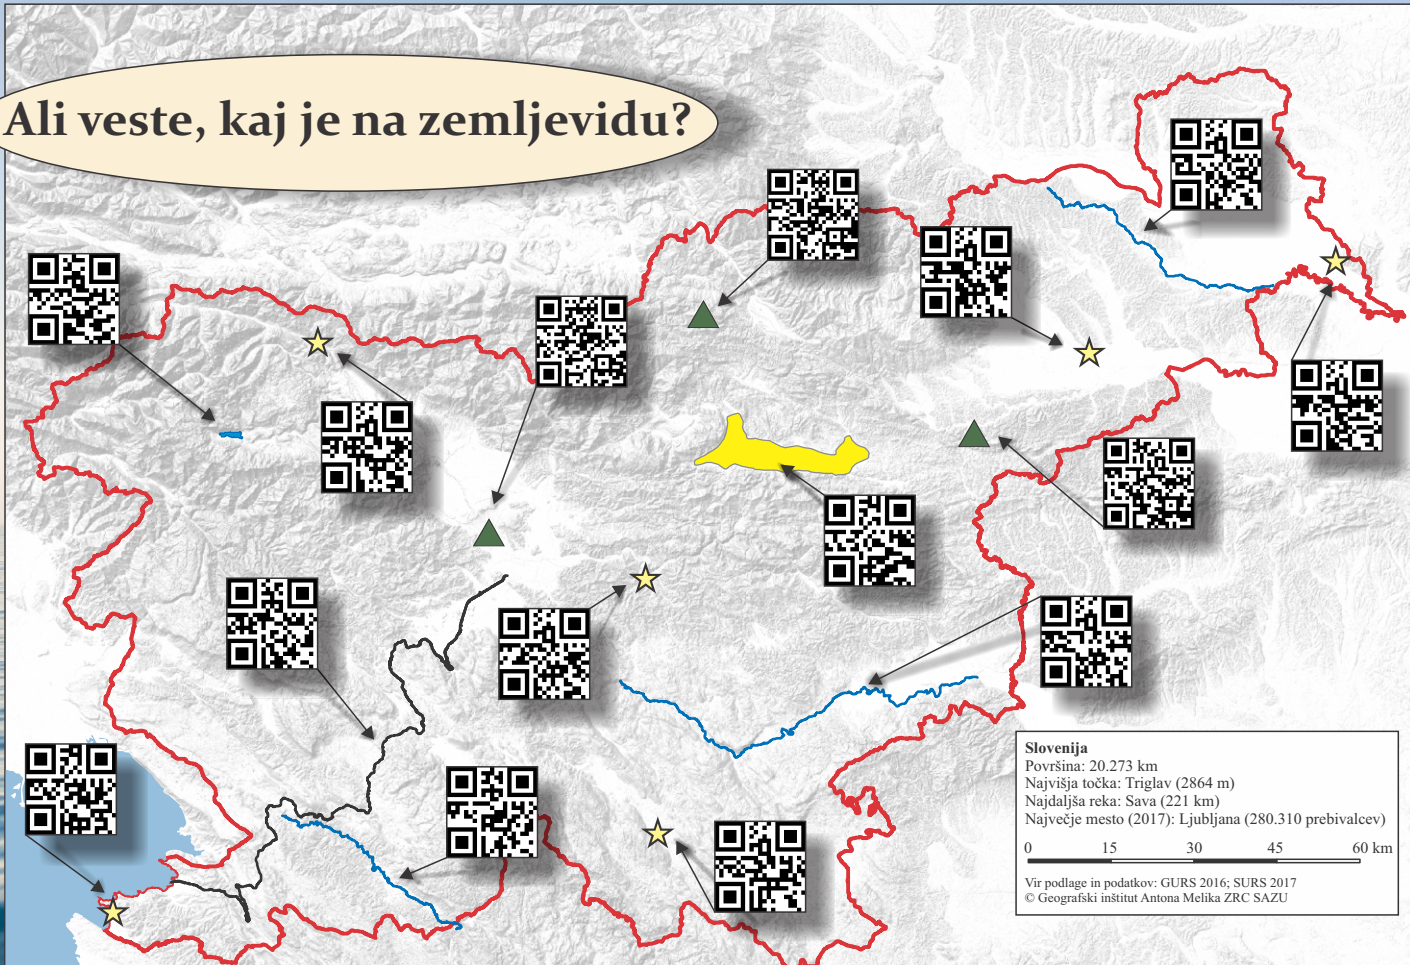 Ali veste, kaj je na zemljevidu?
Slovenija
Površina: 20.273 km
Najvišja točka: Triglav (2864 m)
Najdaljša reka: Sava (221 km)
Največje mesto (2017): Ljubljana (280.310 prebivalcev)
0 15 30 45 60 km
Vir podlage in podatkov: GURS 2016; SURS 2017
© Geografski inštitut Antona Melika ZRC SAZU